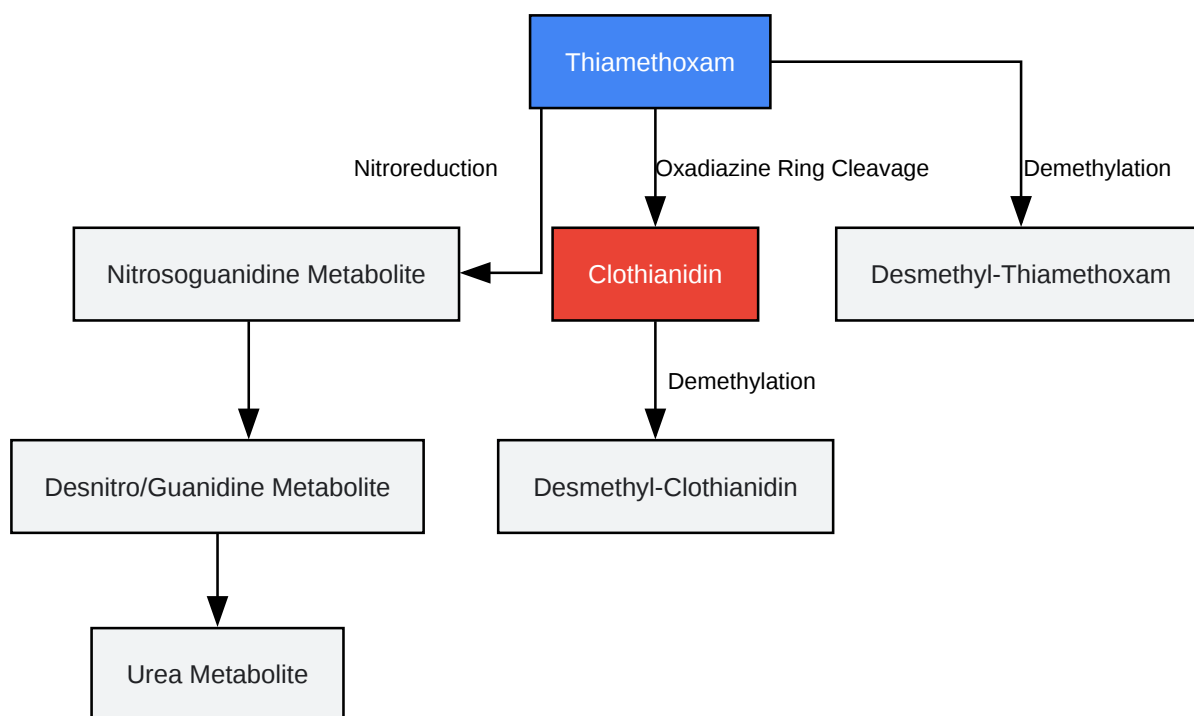 Thiamethoxam
Nitroreduction
Oxadiazine Ring Cleavage
Demethylation
Nitrosoguanidine Metabolite
Clothianidin
Desmethyl-Thiamethoxam
Demethylation
Desnitro/Guanidine Metabolite
Desmethyl-Clothianidin
Urea Metabolite